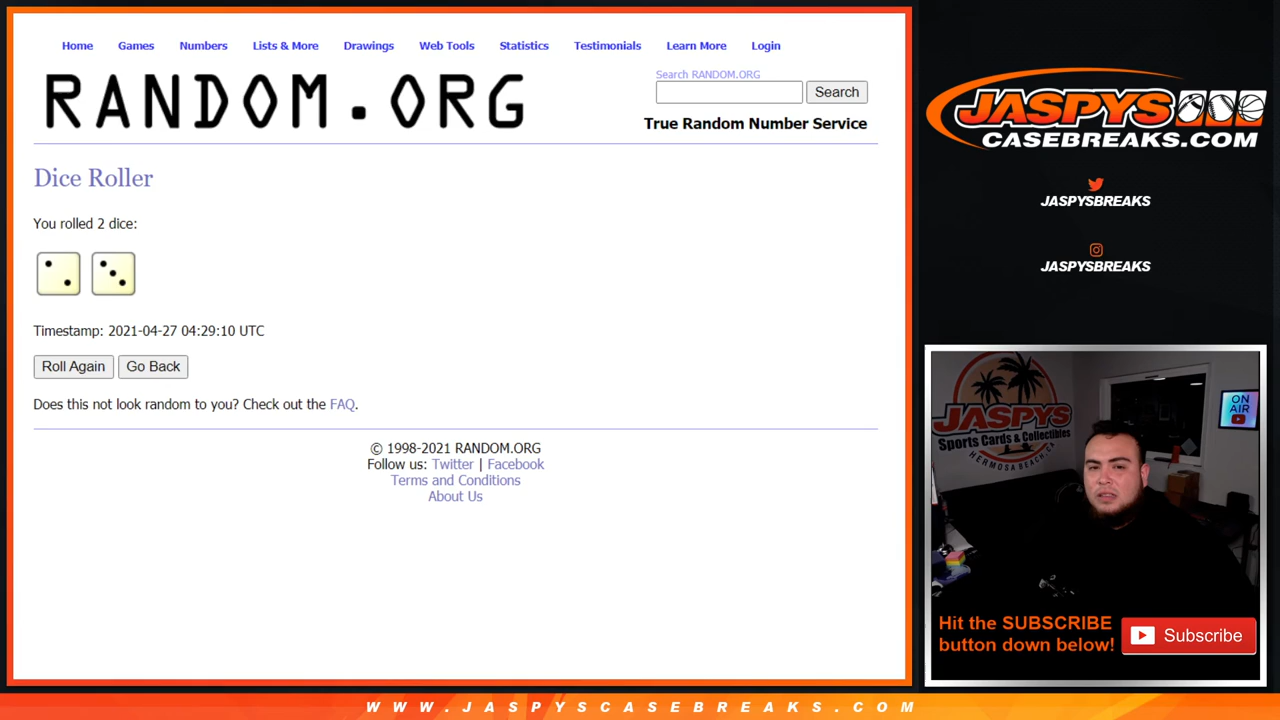 Home Games Numbers Lists & More Drawings Web Tools Statistics Testimonials Learn More Login
RANDOM.ORG
Search RANDOM.ORG
Search
True Random Number Service
Dice Roller
You rolled 2 dice:
Timestamp: 2021-04-27 04:29:10 UTC
Roll Again Go Back
Does this not look random to you? Check out the FAQ.
© 1998-2021 RANDOM.ORG
Follow us: Twitter | Facebook
Terms and Conditions
About Us
JASPYS
CASEBREAKS.COM
JASPYSBREAKS
JASPYSBREAKS
JASPYS
Sports Cards & Collectibles
HERMOSA BEACH, CA
ON
AIR
Hit the SUBSCRIBE
button down below!
Subscribe
WWW.JASPYSCASEBREAKS.COM